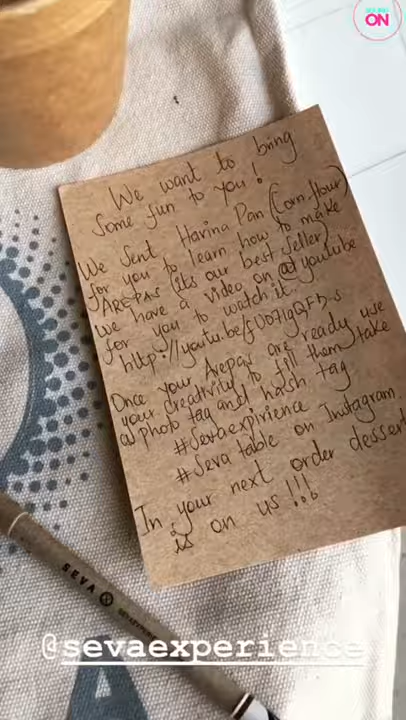 ON
We want to bring
some fun to you!
We sent Harina Pan (corn flour)
for you to learn how to make
AREPAS (its our best seller)
we have a video on @youtube
for you to watch it.
Once your Arepas are ready use
your creativity to fill them take
a photo tag and hash tag
#Sevaexpirience
#Seva table on Instagram
In your next order dessert
is on us!!!
SEVA
@sevaexperience